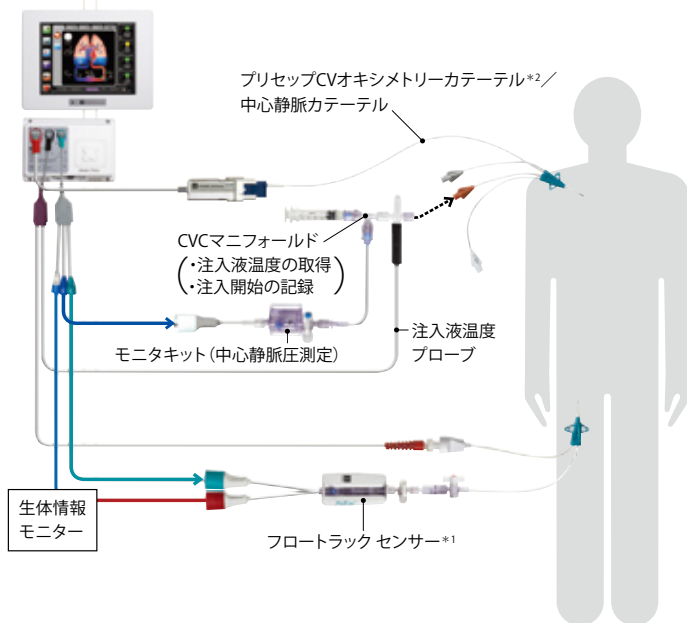 プリセップCVオキシメトリーカテーテル*2／
中心静脈カテーテル
CVCマニフォールド
(・注入液温度の取得
・注入開始の記録)
モニタキット（中心静脈圧測定）
注入液温度
プローブ
生体情報
モニター
フロートラック センサー*1